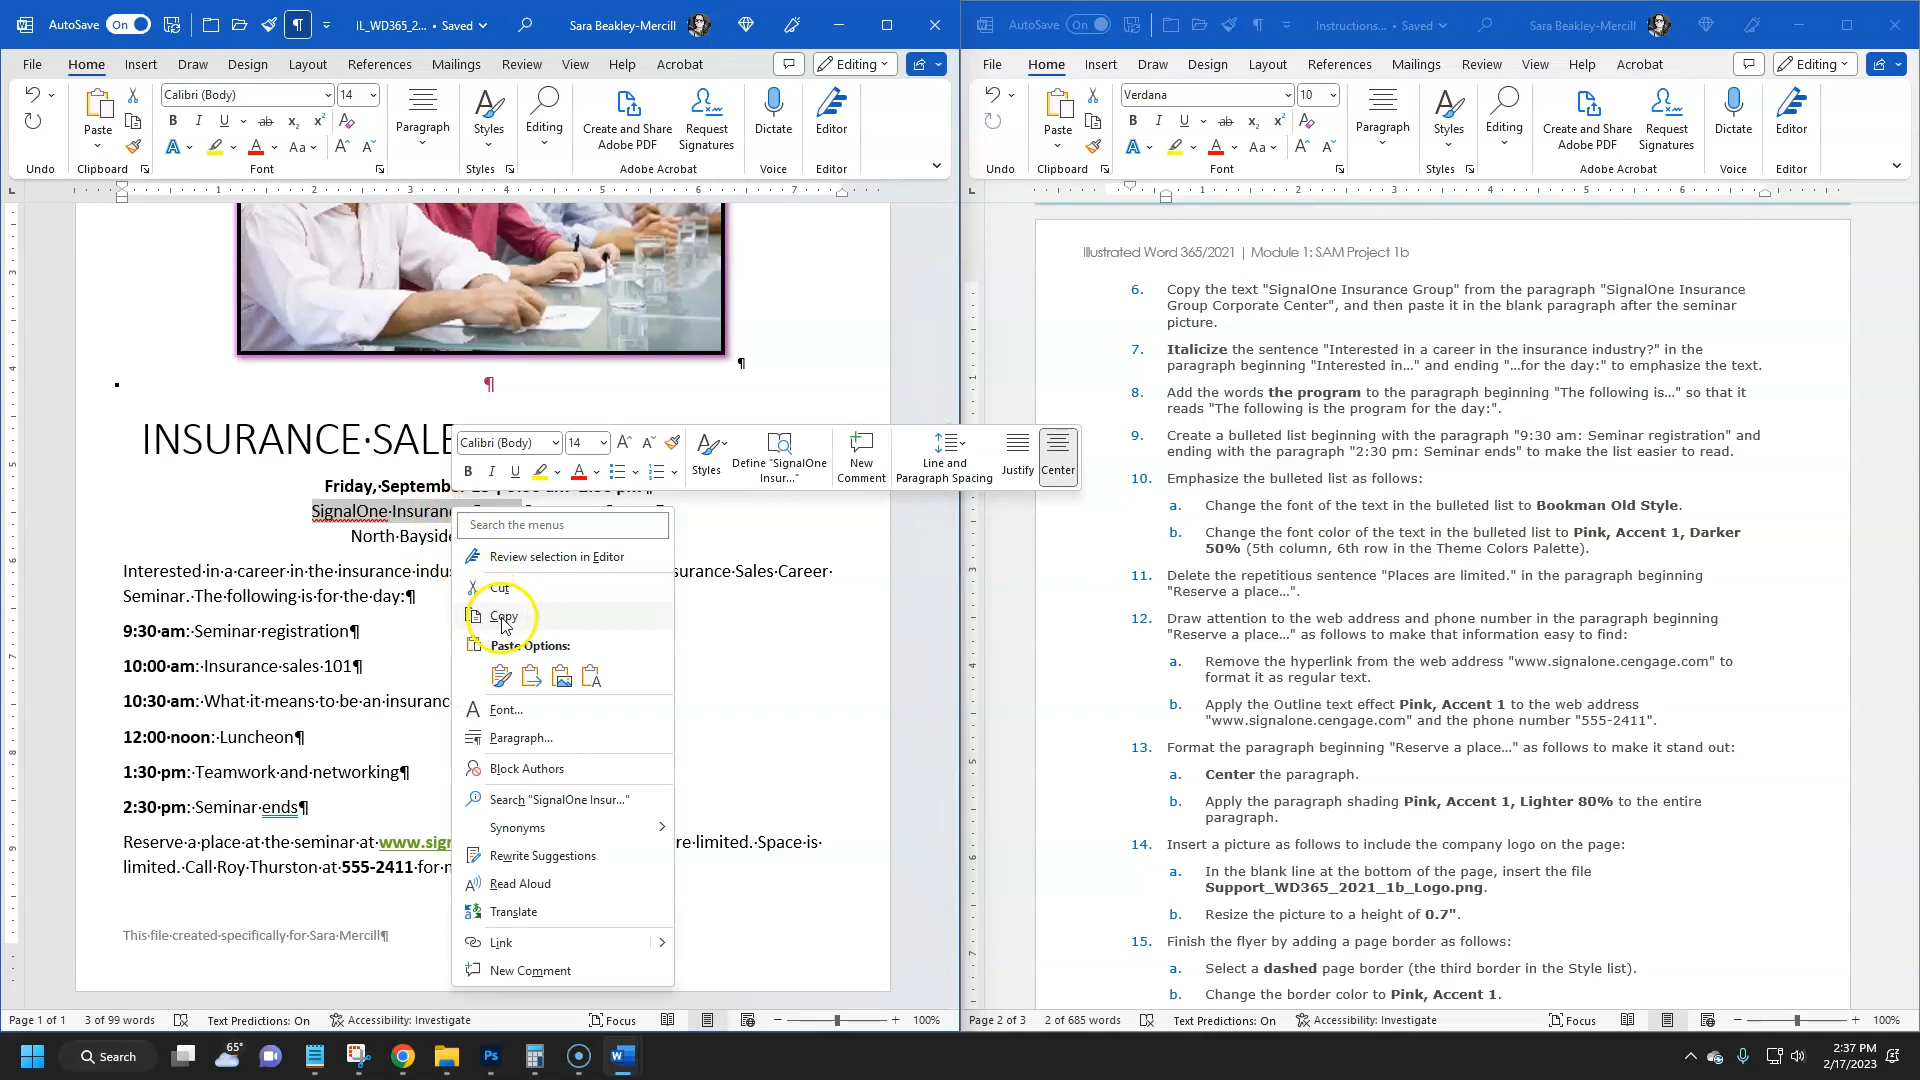 AutoSave On IL_WD365_2... • Saved Sara Beakley-Mercill
File Home Insert Draw Design Layout References Mailings Review View Help Acrobat Editing
Calibri (Body) 14
Paste Paragraph Styles Editing Create and Share Adobe PDF Request Signatures Dictate Editor
Undo Clipboard Font Styles Adobe Acrobat Voice Editor
¶
¶
INSURANCE·SALE
Friday,·September
SignalOne·Insuranc
North·Bayside
Interested·in·a·career·in·the·insurance·indus surance·Sales·Career·
Seminar.·The·following·is·for·the·day:¶
9:30·am:·Seminar·registration¶
10:00·am:·Insurance·sales·101¶
10:30·am:·What·it·means·to·be·an·insurance
12:00·noon:·Luncheon¶
1:30·pm:·Teamwork·and·networking¶
2:30·pm:·Seminar·ends¶
Reserve·a·place·at·the·seminar·at·www.sign re·limited.·Space·is·
limited.·Call·Roy·Thurston·at·555-2411·for·m
This·file·created·specifically·for·Sara·Mercill¶
Calibri (Body) 14
Styles Define "SignalOne Insur..." New Comment Line and Paragraph Spacing Justify Center
Search the menus
Review selection in Editor
Cut
Copy
Paste Options:
Font...
Paragraph...
Block Authors
Search "SignalOne Insur..."
Synonyms
Rewrite Suggestions
Read Aloud
Translate
Link
New Comment
Page 1 of 1 3 of 99 words Text Predictions: On Accessibility: Investigate Focus 100%
AutoSave On Instructions... • Saved Sara Beakley-Mercill
File Home Insert Draw Design Layout References Mailings Review View Help Acrobat Editing
Verdana 10
Paste Paragraph Styles Editing Create and Share Adobe PDF Request Signatures Dictate Editor
Undo Clipboard Font Styles Adobe Acrobat Voice Editor
Illustrated Word 365/2021 | Module 1: SAM Project 1b
6. Copy the text "SignalOne Insurance Group" from the paragraph "SignalOne Insurance
Group Corporate Center", and then paste it in the blank paragraph after the seminar
picture.
7. Italicize the sentence "Interested in a career in the insurance industry?" in the
paragraph beginning "Interested in…" and ending "…for the day:" to emphasize the text.
8. Add the words the program to the paragraph beginning "The following is…" so that it
reads "The following is the program for the day:".
9. Create a bulleted list beginning with the paragraph "9:30 am: Seminar registration" and
ending with the paragraph "2:30 pm: Seminar ends" to make the list easier to read.
10. Emphasize the bulleted list as follows:
a. Change the font of the text in the bulleted list to Bookman Old Style.
b. Change the font color of the text in the bulleted list to Pink, Accent 1, Darker
50% (5th column, 6th row in the Theme Colors Palette).
11. Delete the repetitious sentence "Places are limited." in the paragraph beginning
"Reserve a place…".
12. Draw attention to the web address and phone number in the paragraph beginning
"Reserve a place…" as follows to make that information easy to find:
a. Remove the hyperlink from the web address "www.signalone.cengage.com" to
format it as regular text.
b. Apply the Outline text effect Pink, Accent 1 to the web address
"www.signalone.cengage.com" and the phone number "555-2411".
13. Format the paragraph beginning "Reserve a place…" as follows to make it stand out:
a. Center the paragraph.
b. Apply the paragraph shading Pink, Accent 1, Lighter 80% to the entire
paragraph.
14. Insert a picture as follows to include the company logo on the page:
a. In the blank line at the bottom of the page, insert the file
Support_WD365_2021_1b_Logo.png.
b. Resize the picture to a height of 0.7".
15. Finish the flyer by adding a page border as follows:
a. Select a dashed page border (the third border in the Style list).
b. Change the border color to Pink, Accent 1.
Page 2 of 3 2 of 685 words Text Predictions: On Accessibility: Investigate Focus 100%
Search 65° 2:37 PM
2/17/2023